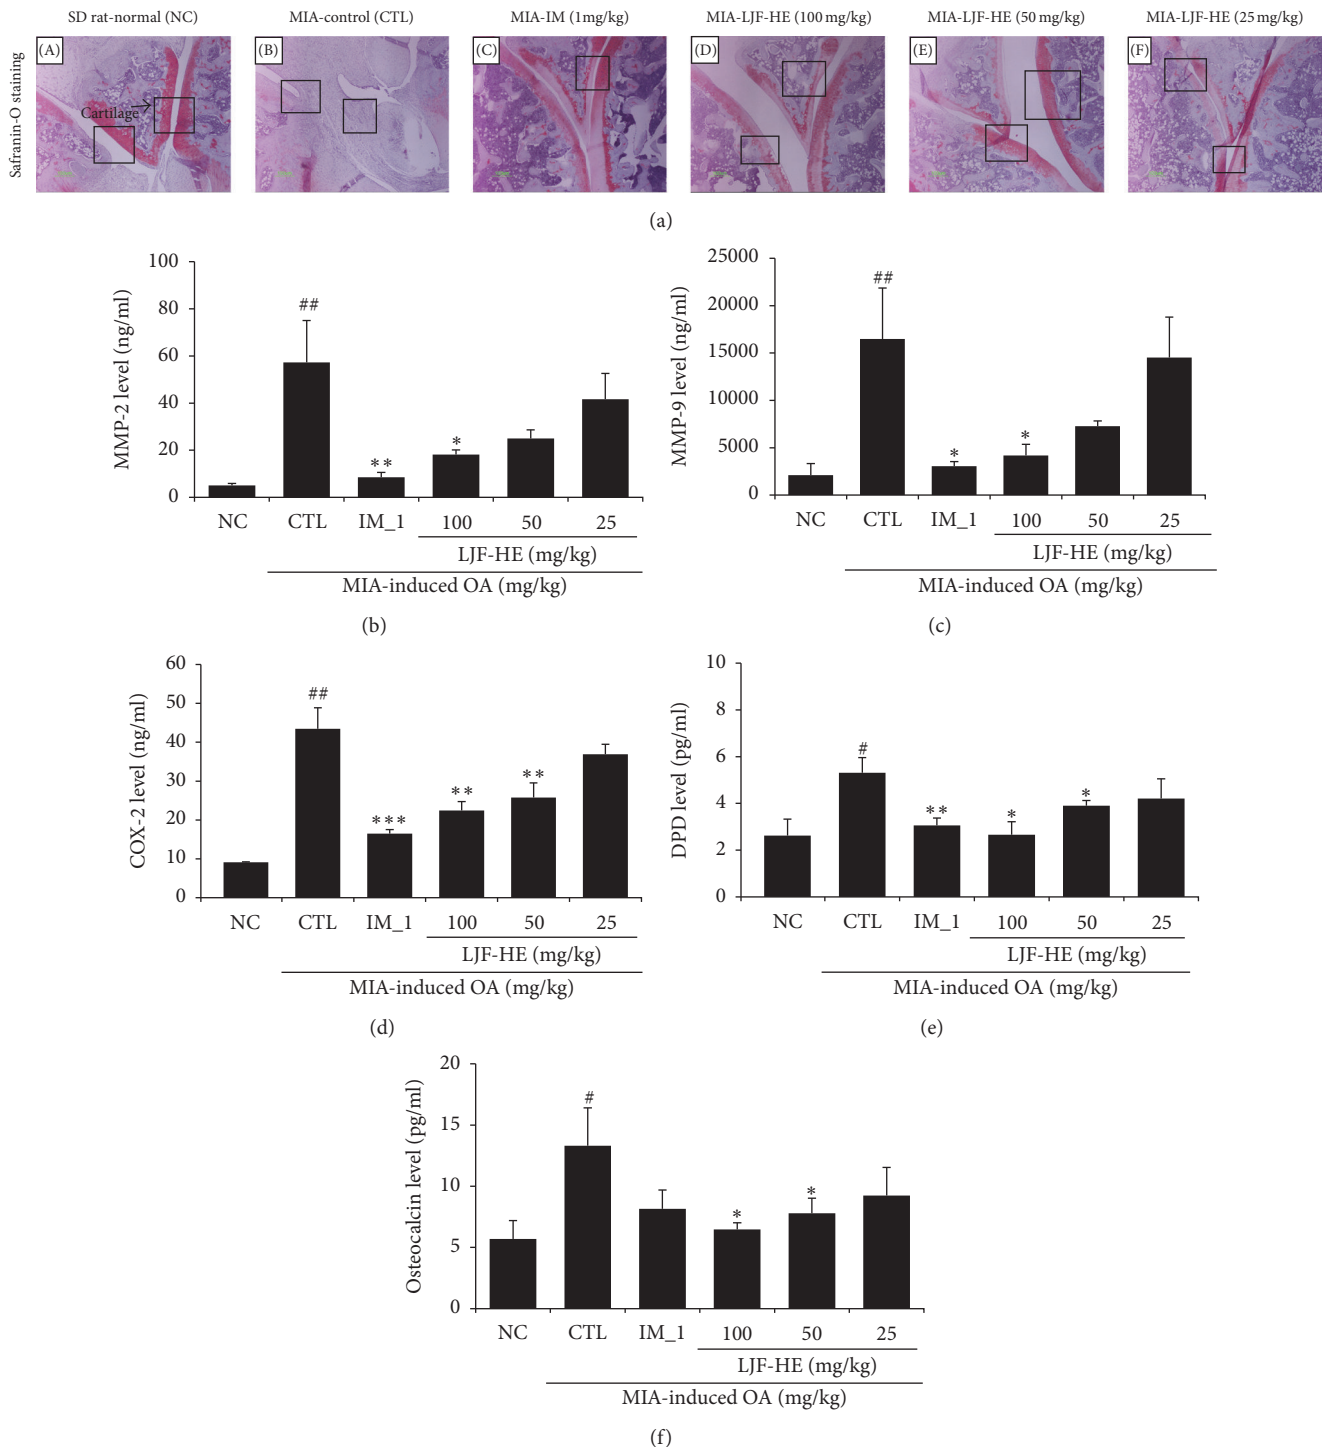 SD rat-normal (NC)
MIA-control (CTL)
MIA-IM (1mg/kg)
MIA-LJF-HE (100 mg/kg)
MIA-LJF-HE (50 mg/kg)
MIA-LJF-HE (25 mg/kg)
Safranin-O staining
(A)
Cartilage
(B)
(C)
(D)
(E)
(F)
(a)
MMP-2 level (ng/ml)
100
80
60
40
20
0
##
**
*
NC CTL IM_1 100 50 25
LJF-HE (mg/kg)
MIA-induced OA (mg/kg)
(b)
MMP-9 level (ng/ml)
25000
20000
15000
10000
5000
0
##
*
*
NC CTL IM_1 100 50 25
LJF-HE (mg/kg)
MIA-induced OA (mg/kg)
(c)
COX-2 level (ng/ml)
60
50
40
30
20
10
0
##
***
**
**
NC CTL IM_1 100 50 25
LJF-HE (mg/kg)
MIA-induced OA (mg/kg)
(d)
DPD level (pg/ml)
10
8
6
4
2
0
#
**
*
*
NC CTL IM_1 100 50 25
LJF-HE (mg/kg)
MIA-induced OA (mg/kg)
(e)
Osteocalcin level (pg/ml)
20
15
10
5
0
#
*
*
NC CTL IM_1 100 50 25
LJF-HE (mg/kg)
MIA-induced OA (mg/kg)
(f)